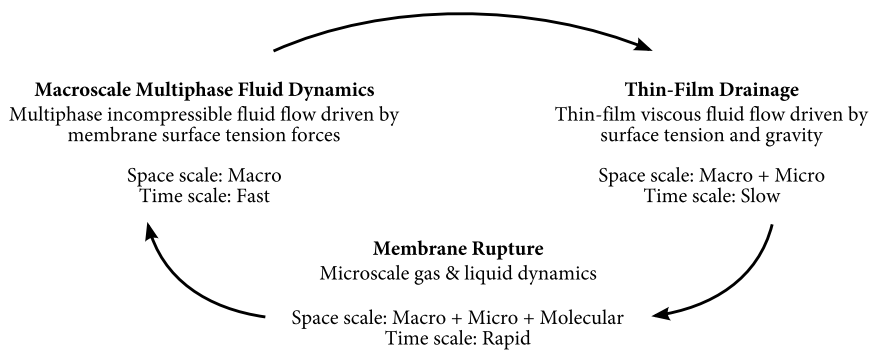 Macroscale Multiphase Fluid Dynamics
Multiphase incompressible fluid flow driven by
membrane surface tension forces
Space scale: Macro
Time scale: Fast
Thin-Film Drainage
Thin-film viscous fluid flow driven by
surface tension and gravity
Space scale: Macro + Micro
Time scale: Slow
Membrane Rupture
Microscale gas & liquid dynamics
Space scale: Macro + Micro + Molecular
Time scale: Rapid